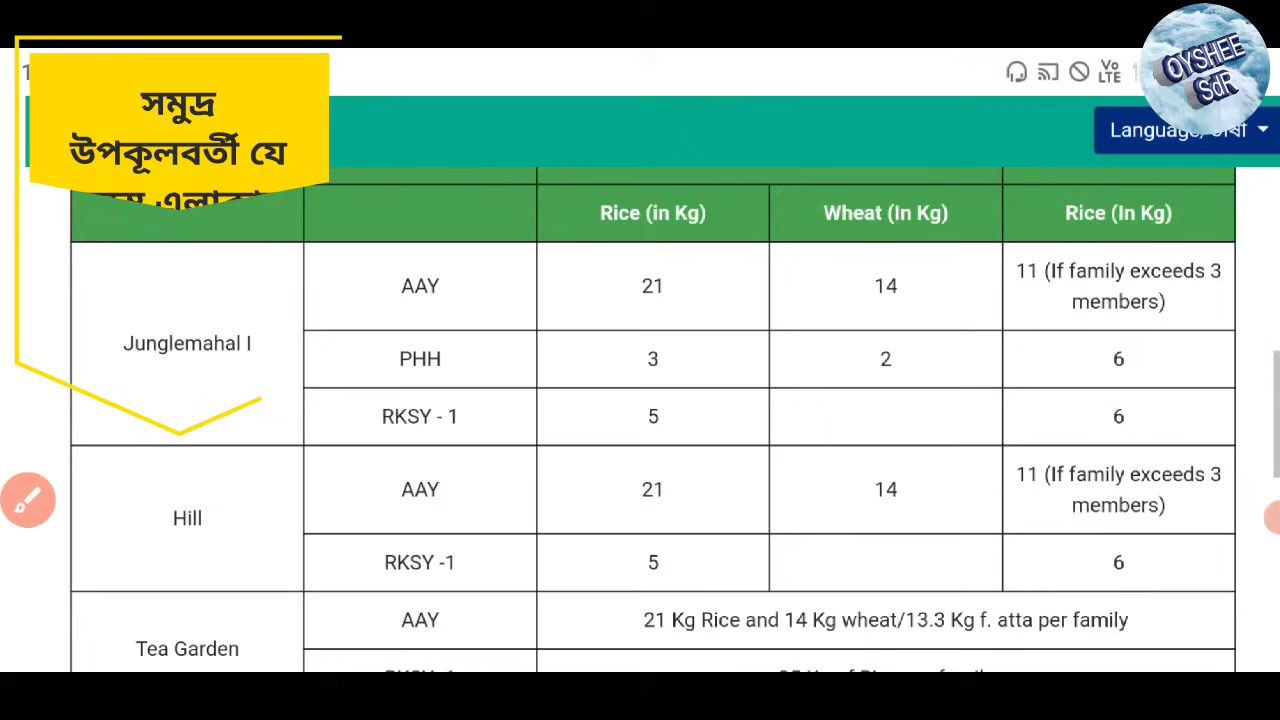 সমুদ্র
উপকূলবর্তী যে
Vo
LTE
OYSHEE
SdR
Language/
Rice (in Kg) Wheat (In Kg) Rice (In Kg)
Junglemahal I
AAY 21 14 11 (If family exceeds 3
members)
PHH 3 2 6
RKSY - 1 5 6
Hill
AAY 21 14 11 (If family exceeds 3
members)
RKSY -1 5 6
Tea Garden
AAY 21 Kg Rice and 14 Kg wheat/13.3 Kg f. atta per family